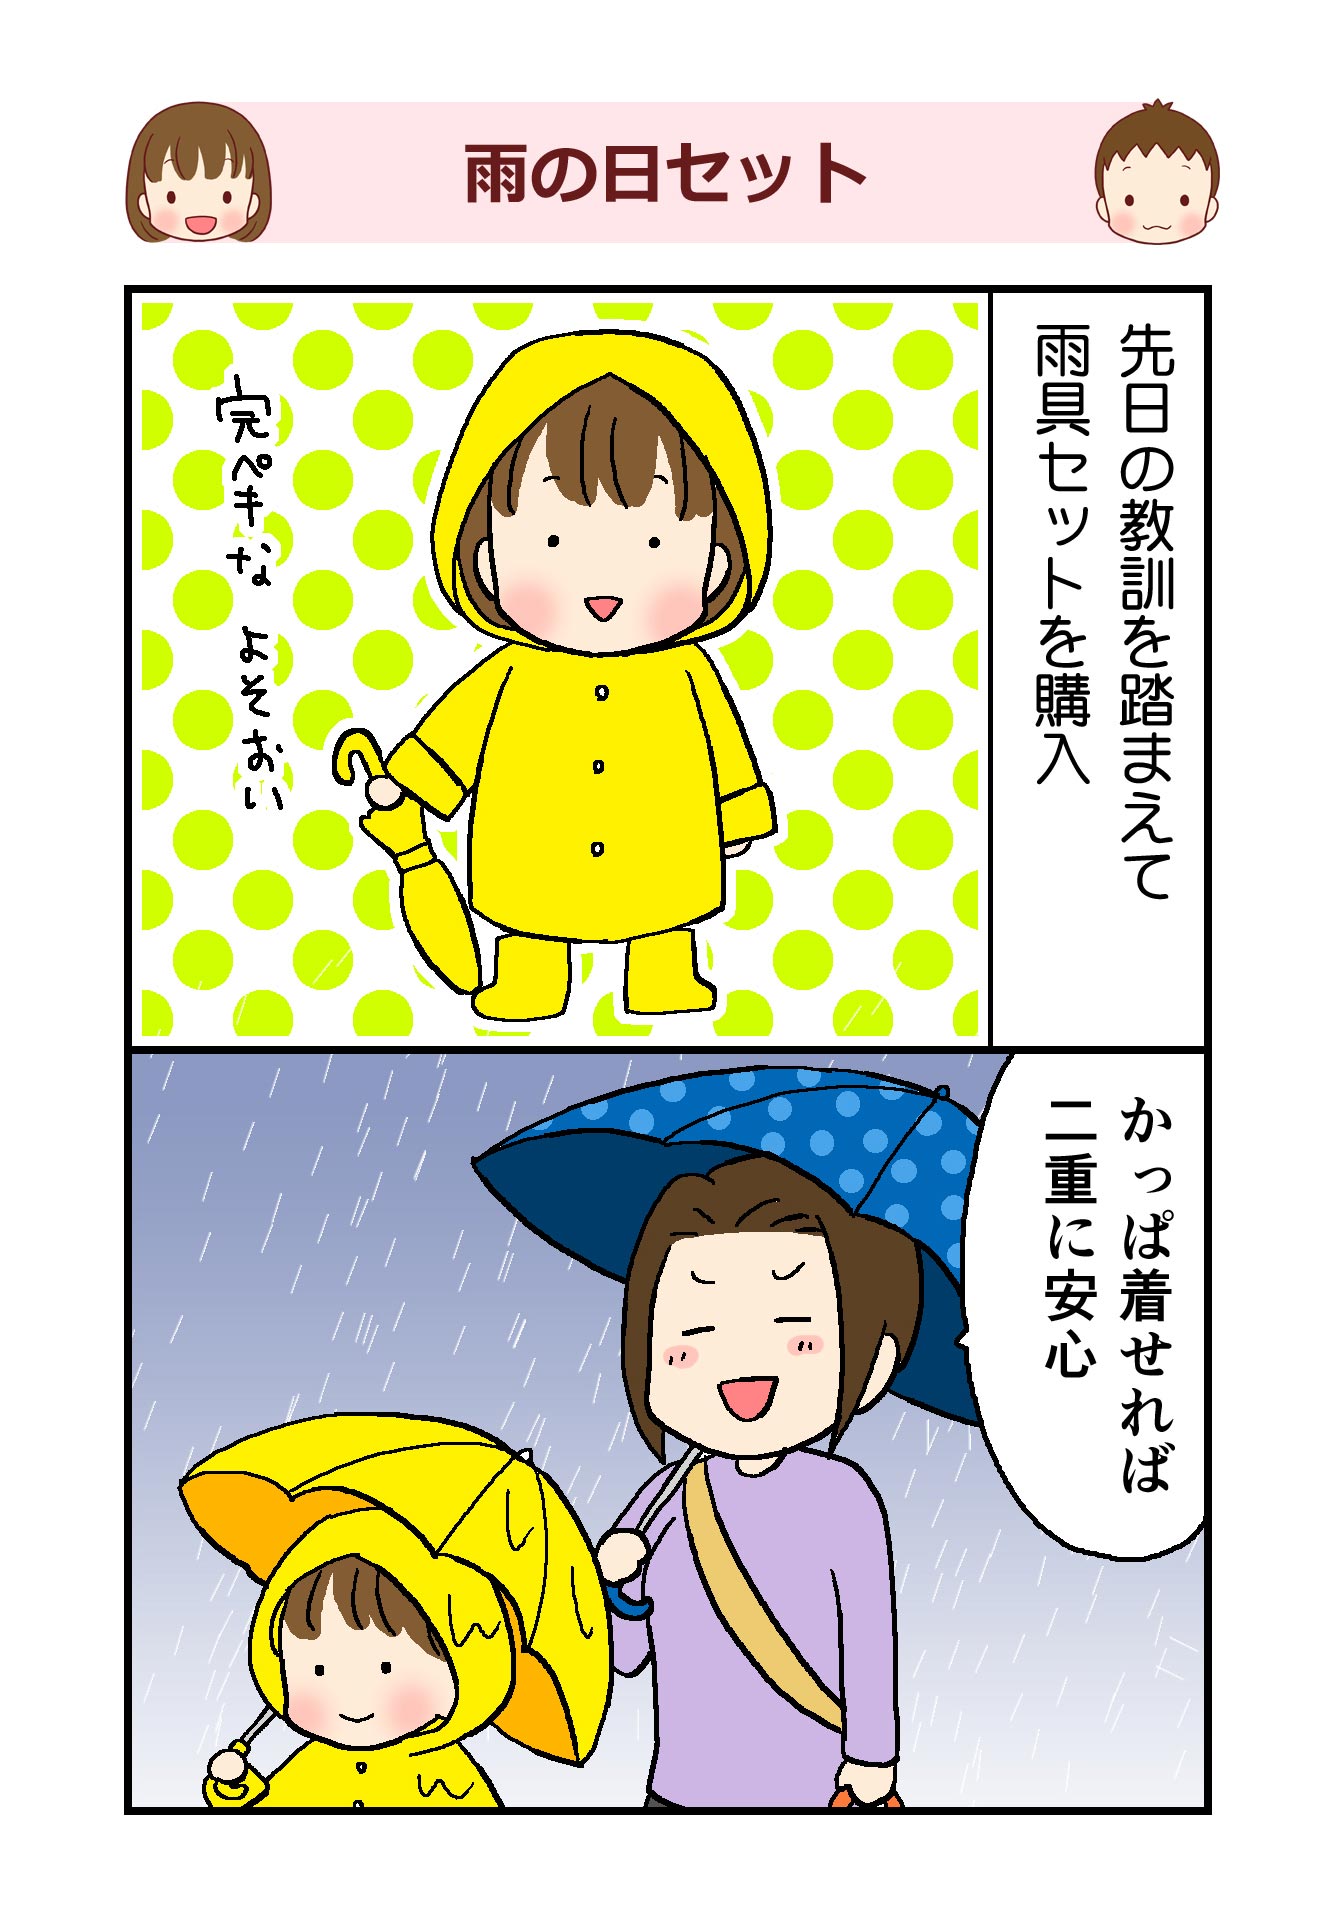 雨の日セット
先日の教訓を踏まえて
雨具セットを購入
完ペキな よそおい
かっぱ着せれば
二重に安心